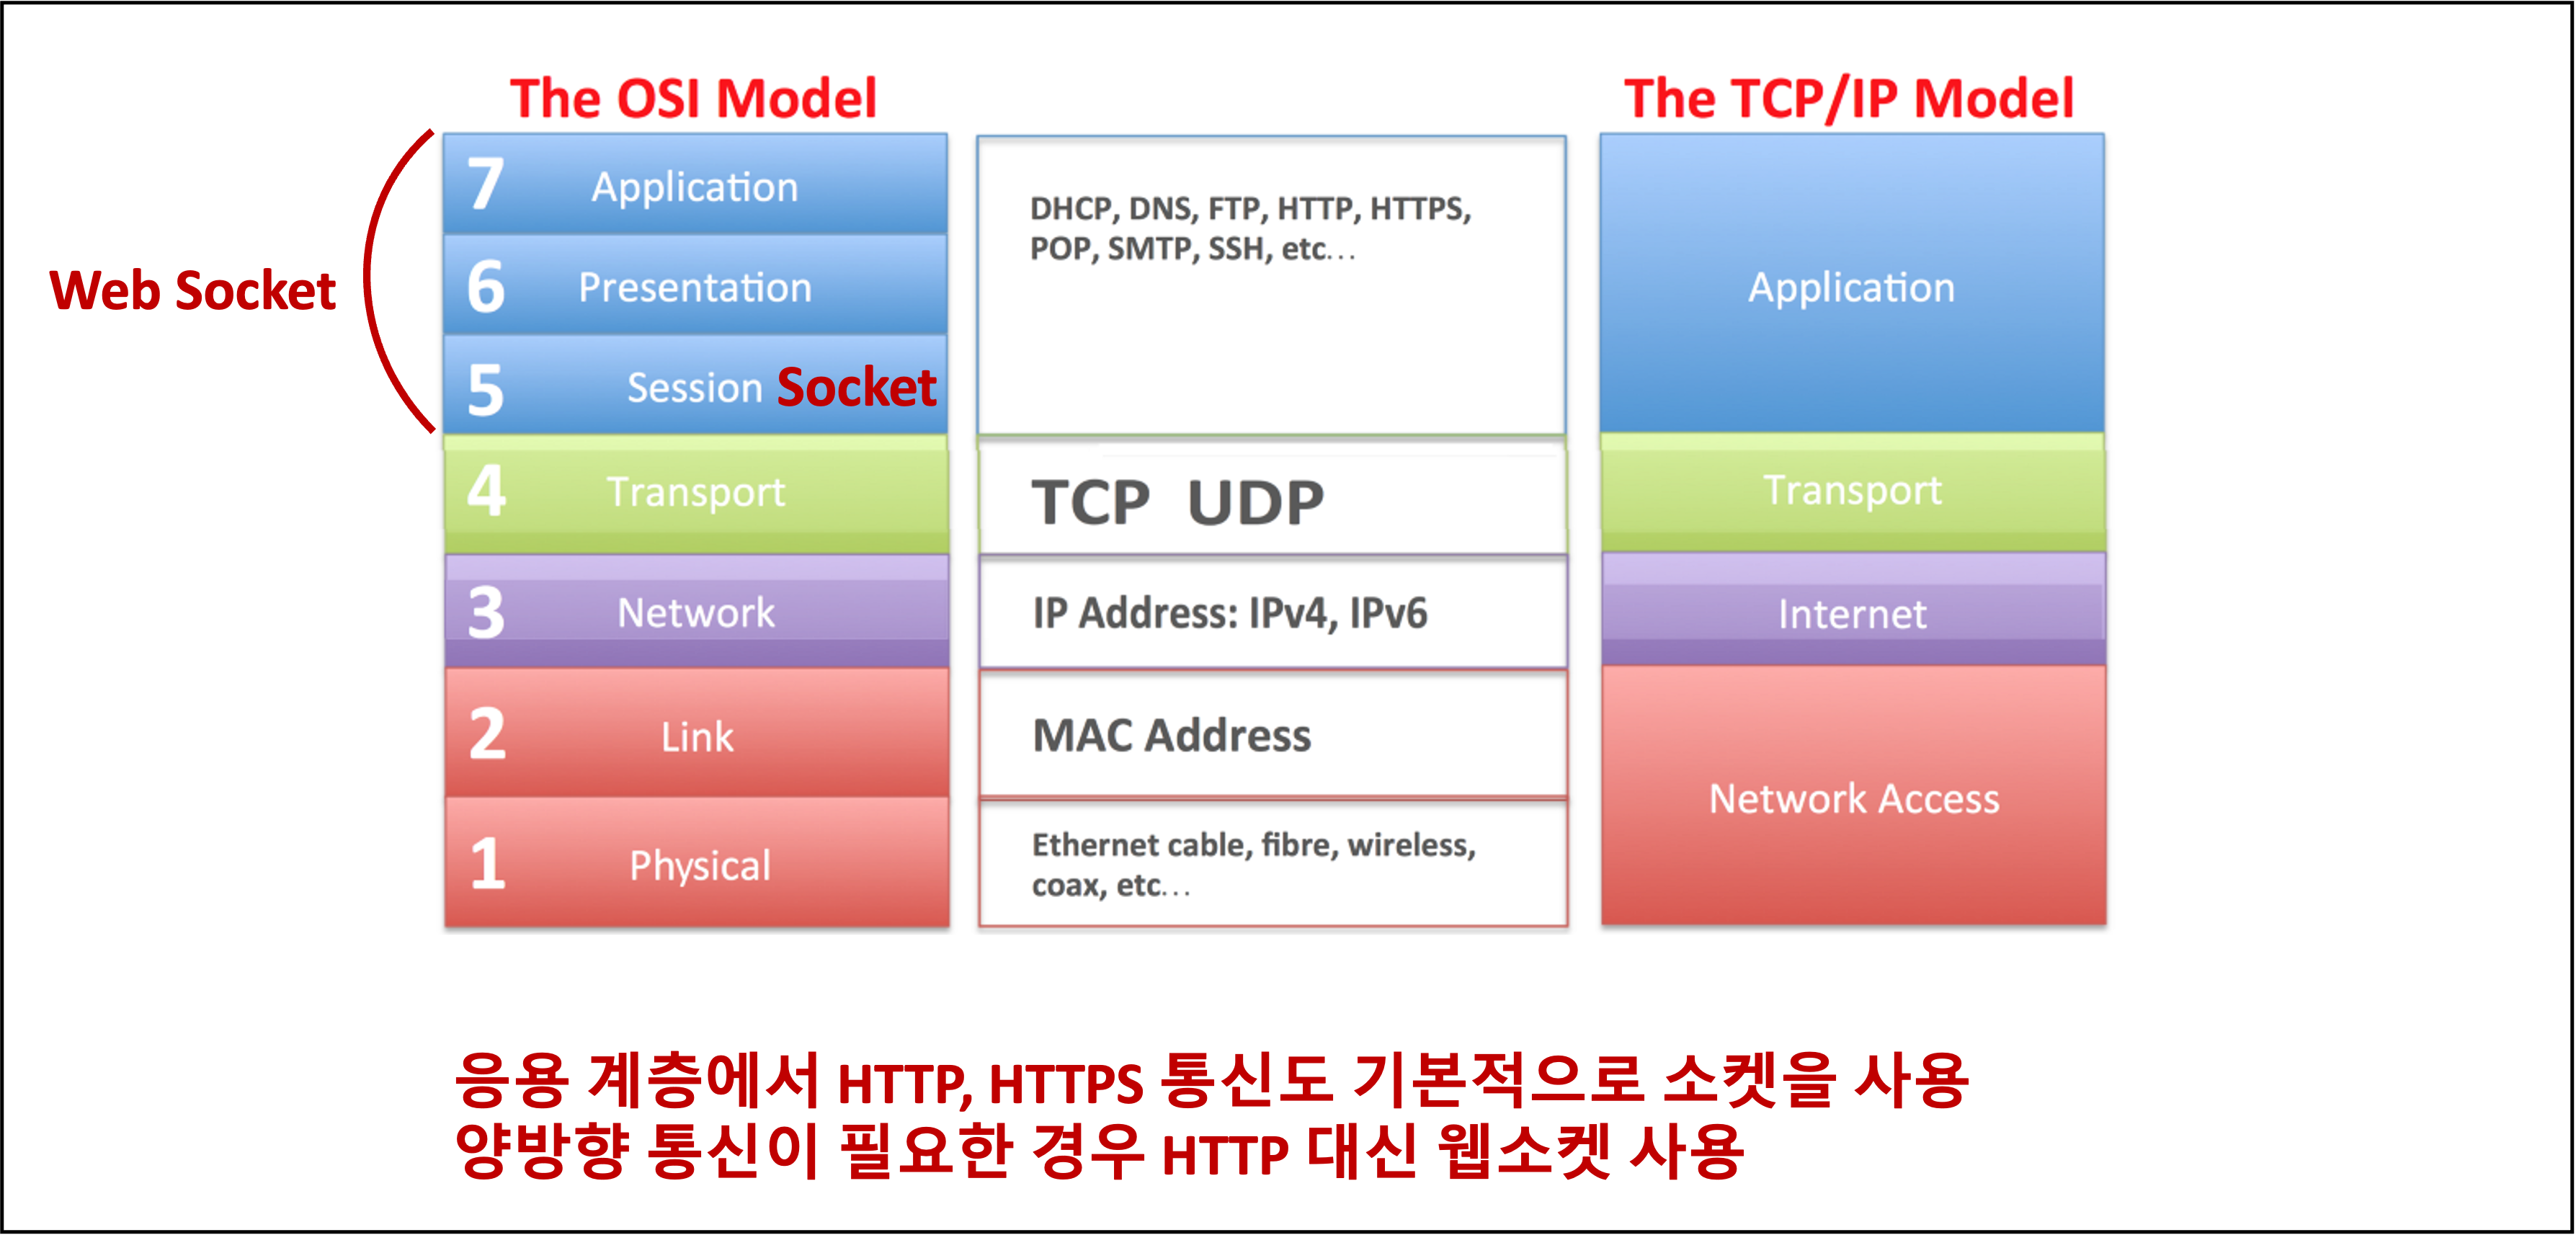 The OSI Model
The TCP/IP Model
Web Socket
7 Application
6 Presentation
5 Session Socket
4 Transport
3 Network
2 Link
1 Physical
DHCP, DNS, FTP, HTTP, HTTPS,
POP, SMTP, SSH, etc...
TCP UDP
IP Address: IPv4, IPv6
MAC Address
Ethernet cable, fibre, wireless,
coax, etc...
Application
Transport
Internet
Network Access
응용 계층에서 HTTP, HTTPS 통신도 기본적으로 소켓을 사용
양방향 통신이 필요한 경우 HTTP 대신 웹소켓 사용